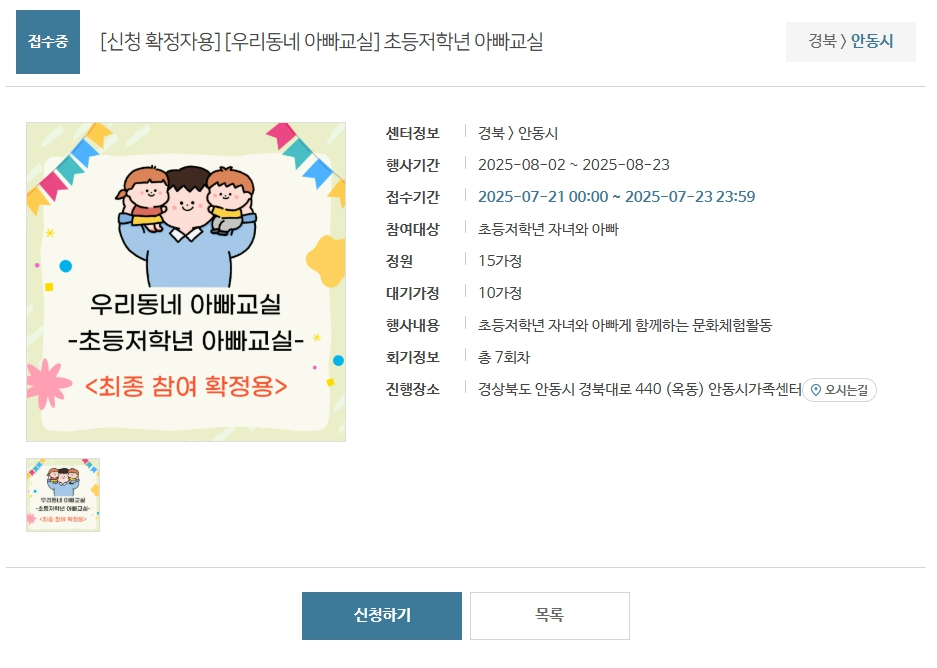 접수중
[신청 확정자용] [우리동네 아빠교실] 초등저학년 아빠교실
경북 > 안동시
우리동네 아빠교실
-초등저학년 아빠교실-
<최종 참여 확정용>
센터정보 경북 > 안동시
행사기간 2025-08-02 ~ 2025-08-23
접수기간 2025-07-21 00:00 ~ 2025-07-23 23:59
참여대상 초등저학년 자녀와 아빠
정원 15가정
대기가정 10가정
행사내용 초등저학년 자녀와 아빠게 함께하는 문화체험활동
회기정보 총 7회차
진행장소 경상북도 안동시 경북대로 440 (옥동) 안동시가족센터 오시는길
우리동네 아빠교실
-초등저학년 아빠교실-
<최종 참여 확정용>
신청하기
목록